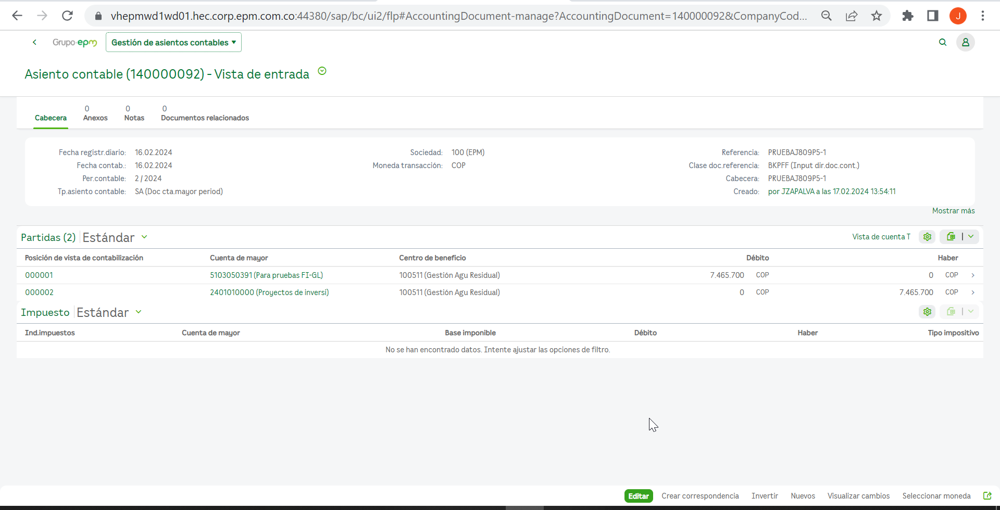 vhepmwd1wd01.hec.corp.epm.com.co:44380/sap/bc/ui2/flp#AccountingDocument-manage?AccountingDocument=140000092&CompanyCod...
J
Grupo·epm
Gestión de asientos contables
Asiento contable (140000092) - Vista de entrada
0 0 0
Cabecera Anexos Notas Documentos relacionados
Fecha registr.diario: 16.02.2024 Sociedad: 100 (EPM) Referencia: PRUEBAJ809P5-1
Fecha contab.: 16.02.2024 Moneda transacción: COP Clase doc.referencia: BKPFF (Input dir.doc.cont.)
Per.contable: 2 / 2024 Cabecera: PRUEBAJ809P5-1
Tp.asiento contable: SA (Doc cta.mayor period) Creado: por JZAPALVA a las 17.02.2024 13:54:11
Mostrar más
Partidas (2) Estándar Vista de cuenta T
Posición de vista de contabilización Cuenta de mayor Centro de beneficio Débito Haber
000001 5103050391 (Para pruebas FI-GL) 100511 (Gestión Agu Residual) 7.465.700 COP 0 COP
000002 2401010000 (Proyectos de inversi) 100511 (Gestión Agu Residual) 0 COP 7.465.700 COP
Impuesto Estándar
Ind.impuestos Cuenta de mayor Base imponible Débito Haber Tipo impositivo
No se han encontrado datos. Intente ajustar las opciones de filtro.
Editar Crear correspondencia Invertir Nuevos Visualizar cambios Seleccionar moneda